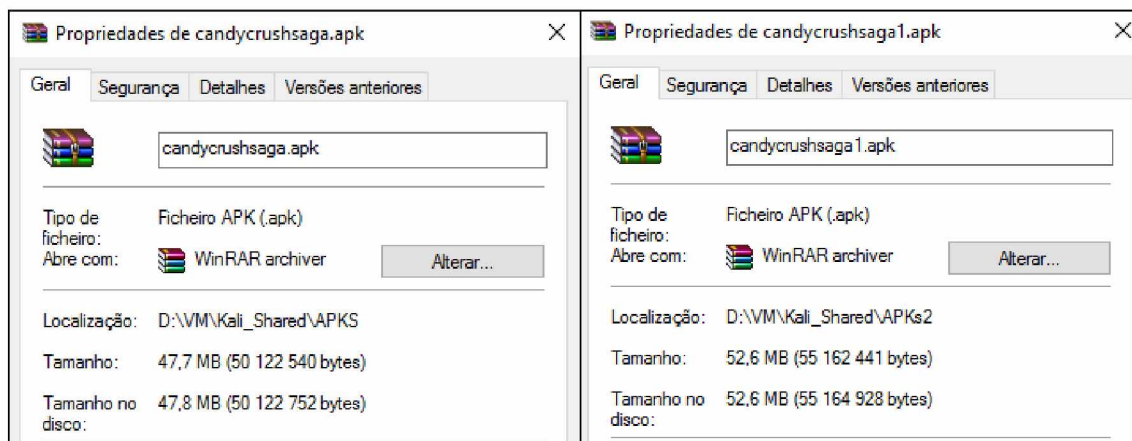 Propriedades de candycrushsaga.apk
Geral Segurança Detalhes Versões anteriores
candycrushsaga.apk
Tipo de ficheiro: Ficheiro APK (.apk)
Abre com: WinRAR archiver Alterar...
Localização: D:\VM\Kali_Shared\APKS
Tamanho: 47,7 MB (50 122 540 bytes)
Tamanho no disco: 47,8 MB (50 122 752 bytes)
Propriedades de candycrushsaga1.apk
Geral Segurança Detalhes Versões anteriores
candycrushsaga1.apk
Tipo de ficheiro: Ficheiro APK (.apk)
Abre com: WinRAR archiver Alterar...
Localização: D:\VM\Kali_Shared\APKs2
Tamanho: 52,6 MB (55 162 441 bytes)
Tamanho no disco: 52,6 MB (55 164 928 bytes)